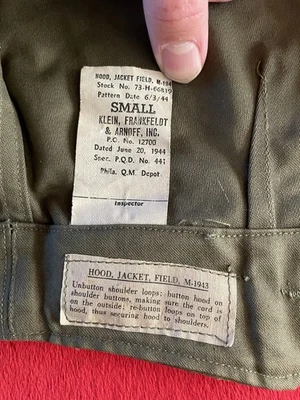 HOOD, JACKET FIELD, M-194
Stock No. 73-H-66819
Pattern Date 6/3/44
SMALL
KLEIN, FRANKFELDT
& ARNOFF, INC.
P.O. No. 12700
Dated June 20, 1944
Spec. P.Q.D. No. 441
Phila. Q.M. Depot
Inspector
HOOD, JACKET, FIELD, M-1943
Unbutton shoulder loops; button hood on
shoulder buttons, making sure the cord is
on the outside; re-button loops on top of
hood, thus securing hood to shoulders.